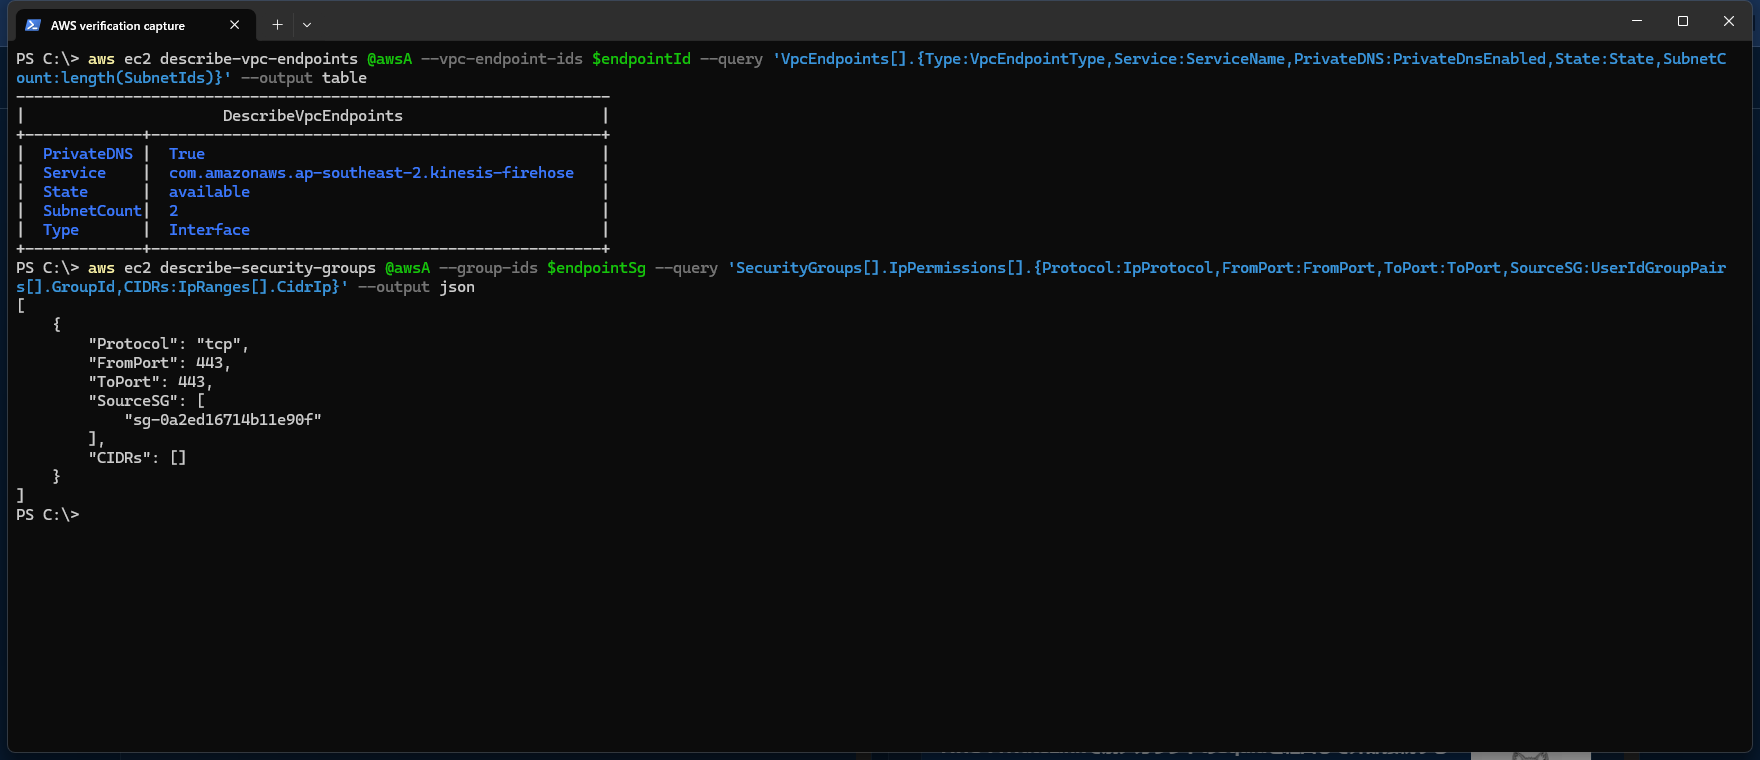 AWS verification capture
PS C:\> aws ec2 describe-vpc-endpoints @awsA --vpc-endpoint-ids $endpointId --query 'VpcEndpoints[].{Type:VpcEndpointType,Service:ServiceName,PrivateDNS:PrivateDnsEnabled,State:State,SubnetC
ount:length(SubnetIds)}' --output table
------------------------------------------------------------------
|                      DescribeVpcEndpoints                      |
+-------------+--------------------------------------------------+
|  PrivateDNS |  True                                            |
|  Service    |  com.amazonaws.ap-southeast-2.kinesis-firehose   |
|  State      |  available                                       |
|  SubnetCount|  2                                               |
|  Type       |  Interface                                       |
+-------------+--------------------------------------------------+
PS C:\> aws ec2 describe-security-groups @awsA --group-ids $endpointSg --query 'SecurityGroups[].IpPermissions[].{Protocol:IpProtocol,FromPort:FromPort,ToPort:ToPort,SourceSG:UserIdGroupPair
s[].GroupId,CIDRs:IpRanges[].CidrIp}' --output json
[
    {
        "Protocol": "tcp",
        "FromPort": 443,
        "ToPort": 443,
        "SourceSG": [
            "sg-0a2ed16714b11e90f"
        ],
        "CIDRs": []
    }
]
PS C:\>